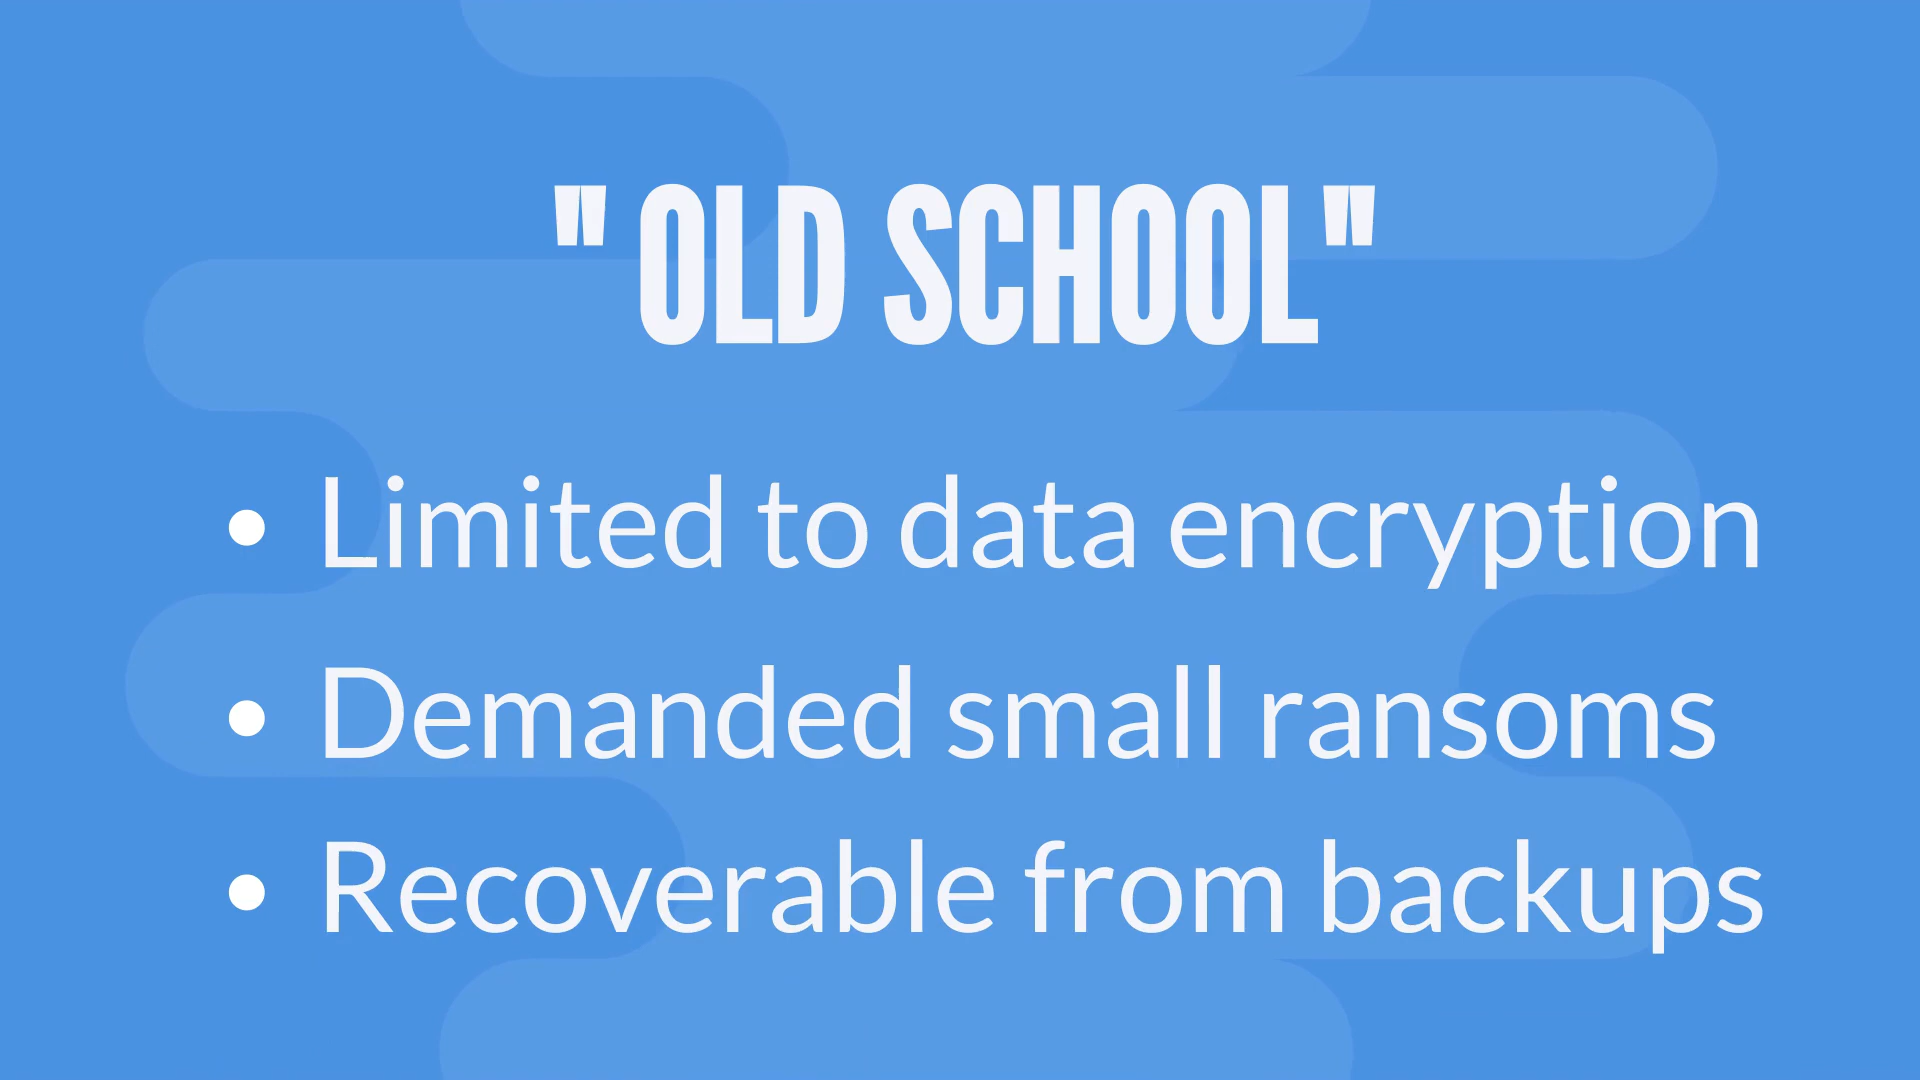 "OLD SCHOOL"
• Limited to data encryption
• Demanded small ransoms
• Recoverable from backups